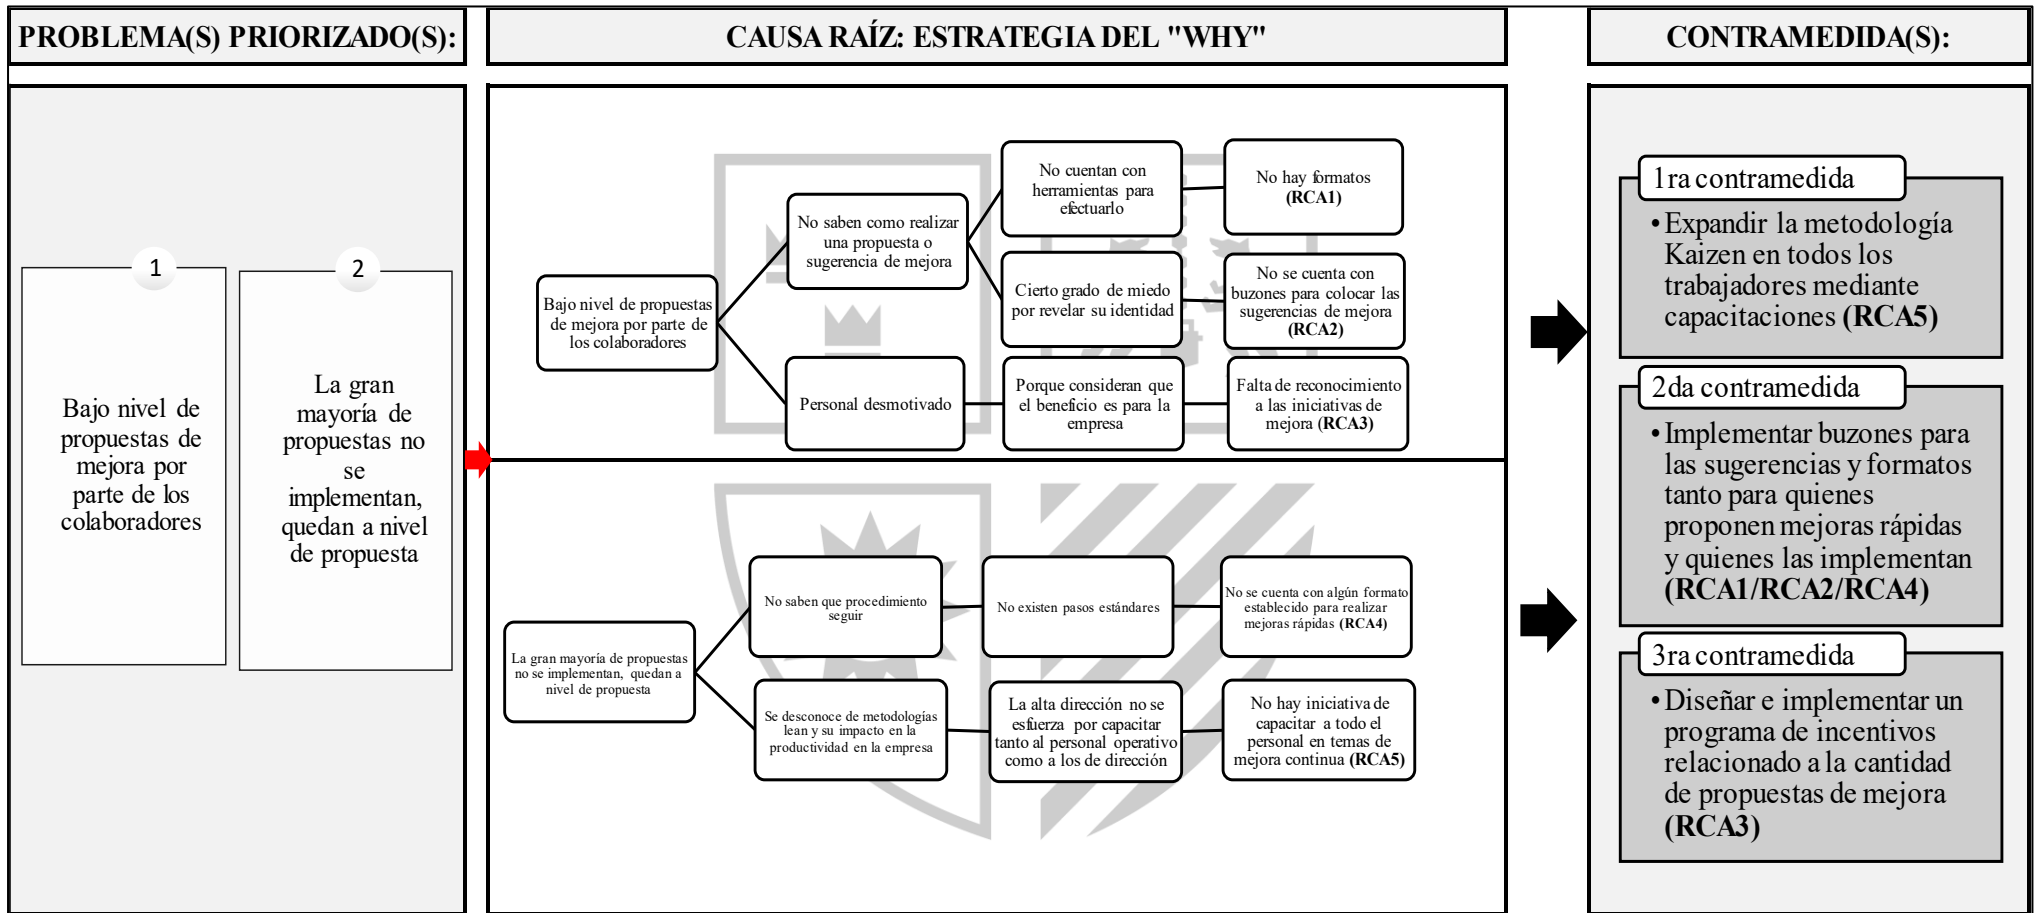 PROBLEMA(S) PRIORIZADO(S):
CAUSA RAÍZ: ESTRATEGIA DEL "WHY"
CONTRAMEDIDA(S):
1
Bajo nivel de
propuestas de
mejora por
parte de los
colaboradores
2
La gran
mayoría de
propuestas no
se
implementan,
quedan a nivel
de propuesta
Bajo nivel de propuestas
de mejora por parte de
los colaboradores
No saben como realizar
una propuesta o
sugerencia de mejora
No cuentan con
herramientas para
efectuarlo
No hay formatos
(RCA1)
Cierto grado de miedo
por revelar su identidad
No se cuenta con
buzones para colocar las
sugerencias de mejora
(RCA2)
Personal desmotivado
Porque consideran que
el beneficio es para la
empresa
Falta de reconocimiento
a las iniciativas de
mejora (RCA3)
La gran mayoría de propuestas
no se implementan, quedan a
nivel de propuesta
No saben que procedimiento
seguir
No existen pasos estándares
No se cuenta con algún formato
establecido para realizar
mejoras rápidas (RCA4)
Se desconoce de metodologías
lean y su impacto en la
productividad en la empresa
La alta dirección no se
esfuerza por capacitar
tanto al personal operativo
como a los de dirección
No hay iniciativa de
capacitar a todo el
personal en temas de
mejora continua (RCA5)
1ra contramedida
•Expandir la metodología
Kaizen en todos los
trabajadores mediante
capacitaciones (RCA5)
2da contramedida
•Implementar buzones para
las sugerencias y formatos
tanto para quienes
proponen mejoras rápidas
y quienes las implementan
(RCA1/RCA2/RCA4)
3ra contramedida
•Diseñar e implementar un
programa de incentivos
relacionado a la cantidad
de propuestas de mejora
(RCA3)